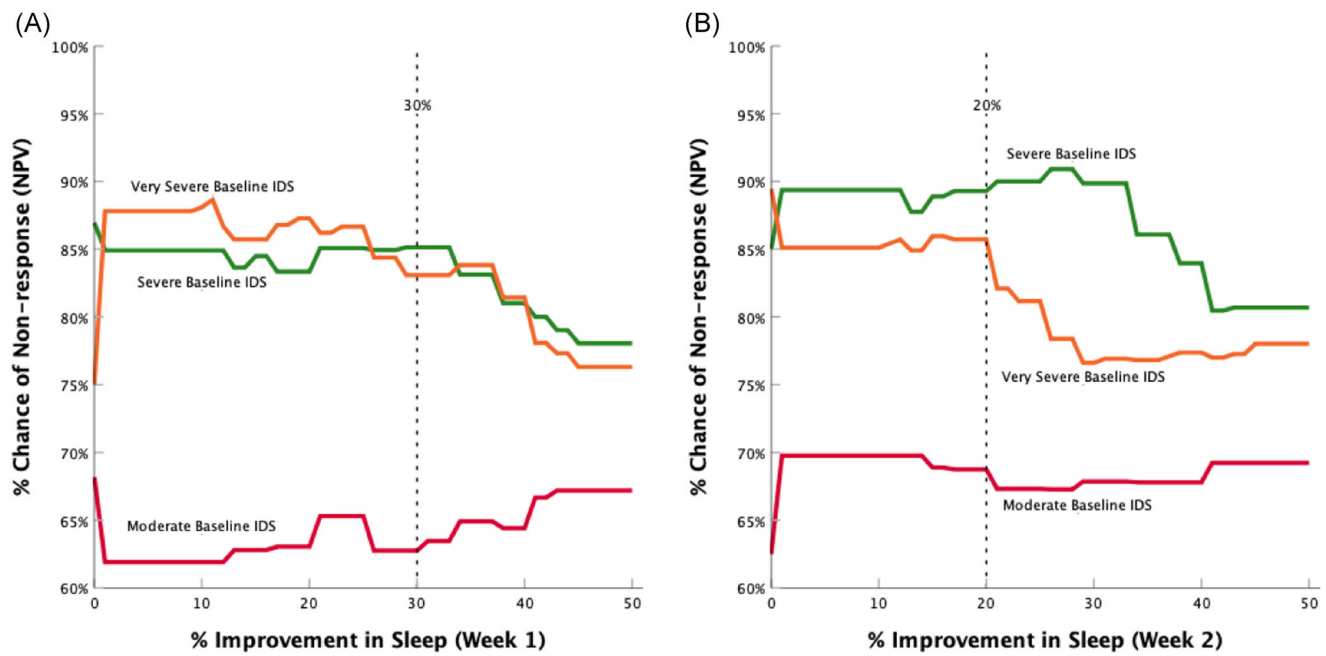 (A)
% Chance of Non-response (NPV)
100%
95%
90%
85%
80%
75%
70%
65%
60%
30%
Very Severe Baseline IDS
Severe Baseline IDS
Moderate Baseline IDS
0 10 20 30 40 50
% Improvement in Sleep (Week 1)
(B)
% Chance of Non-response (NPV)
100%
95%
90%
85%
80%
75%
70%
65%
60%
20%
Severe Baseline IDS
Very Severe Baseline IDS
Moderate Baseline IDS
0 10 20 30 40 50
% Improvement in Sleep (Week 2)